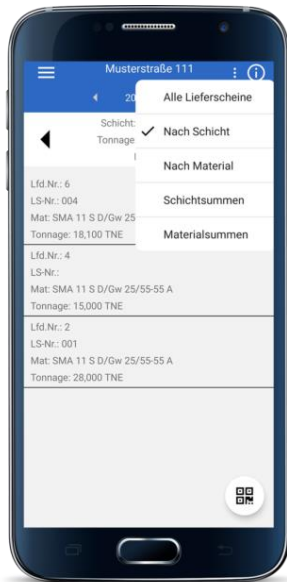 Musterstraße 111
20
Alle Lieferscheine
Schicht:
Nach Schicht
Tonnage
Nach Material
Lfd.Nr.: 6
LS-Nr.: 004
Schichtsummen
Mat: SMA 11 S D/Gw 25
Tonnage: 18,100 TNE
Materialsummen
Lfd.Nr.: 4
LS-Nr.:
Mat: SMA 11 S D/Gw 25/55-55 A
Tonnage: 15,000 TNE
Lfd.Nr.: 2
LS-Nr.: 001
Mat: SMA 11 S D/Gw 25/55-55 A
Tonnage: 28,000 TNE